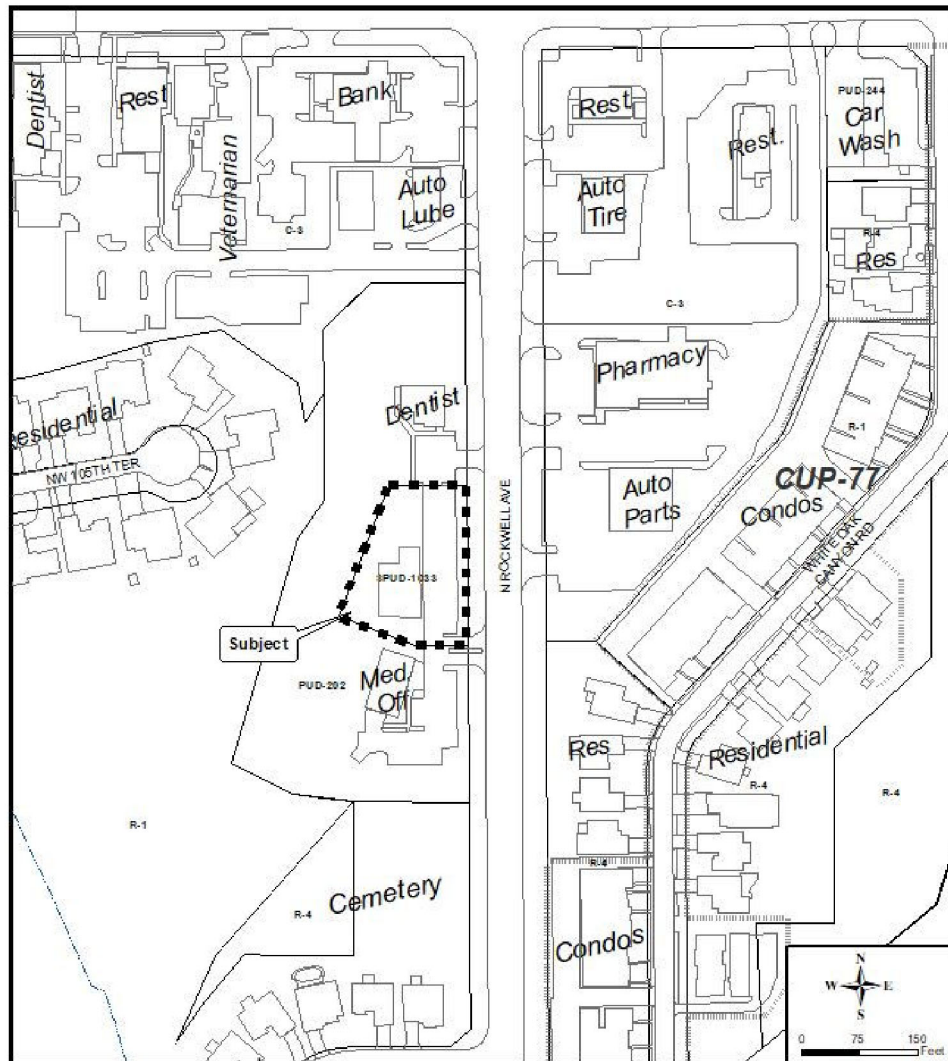 Dentist
Rest
Veternanian
Bank
Auto
Lube
C-3
Rest
Rest.
Auto
Tire
PUD-244
Car
Wash
R-4
Res
C-3
Pharmacy
Residential
NW 105TH TER
Dentist
N ROCKWELL AVE
Auto
Parts
R-1
CUP-77
Condos
WHITE OAK
CANYON RD
SPUD-1033
Subject
PUD-202
Med.
Off
Res
Residential
R-4
R-4
R-1
R-4
Cemetery
R-4
Condos
N
W E
S
0 75 150
Feet